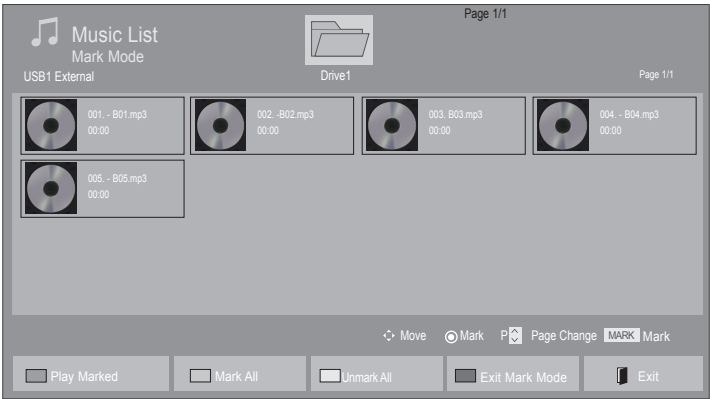 Page 1/1
Music List
Mark Mode
USB1 External
Drive1
Page 1/1
001. - B01.mp3
00:00
002. -B02.mp3
00:00
003. B03.mp3
00:00
004. - B04.mp3
00:00
005. - B05.mp3
00:00
Move Mark P Page Change MARK Mark
Play Marked Mark All Unmark All Exit Mark Mode Exit